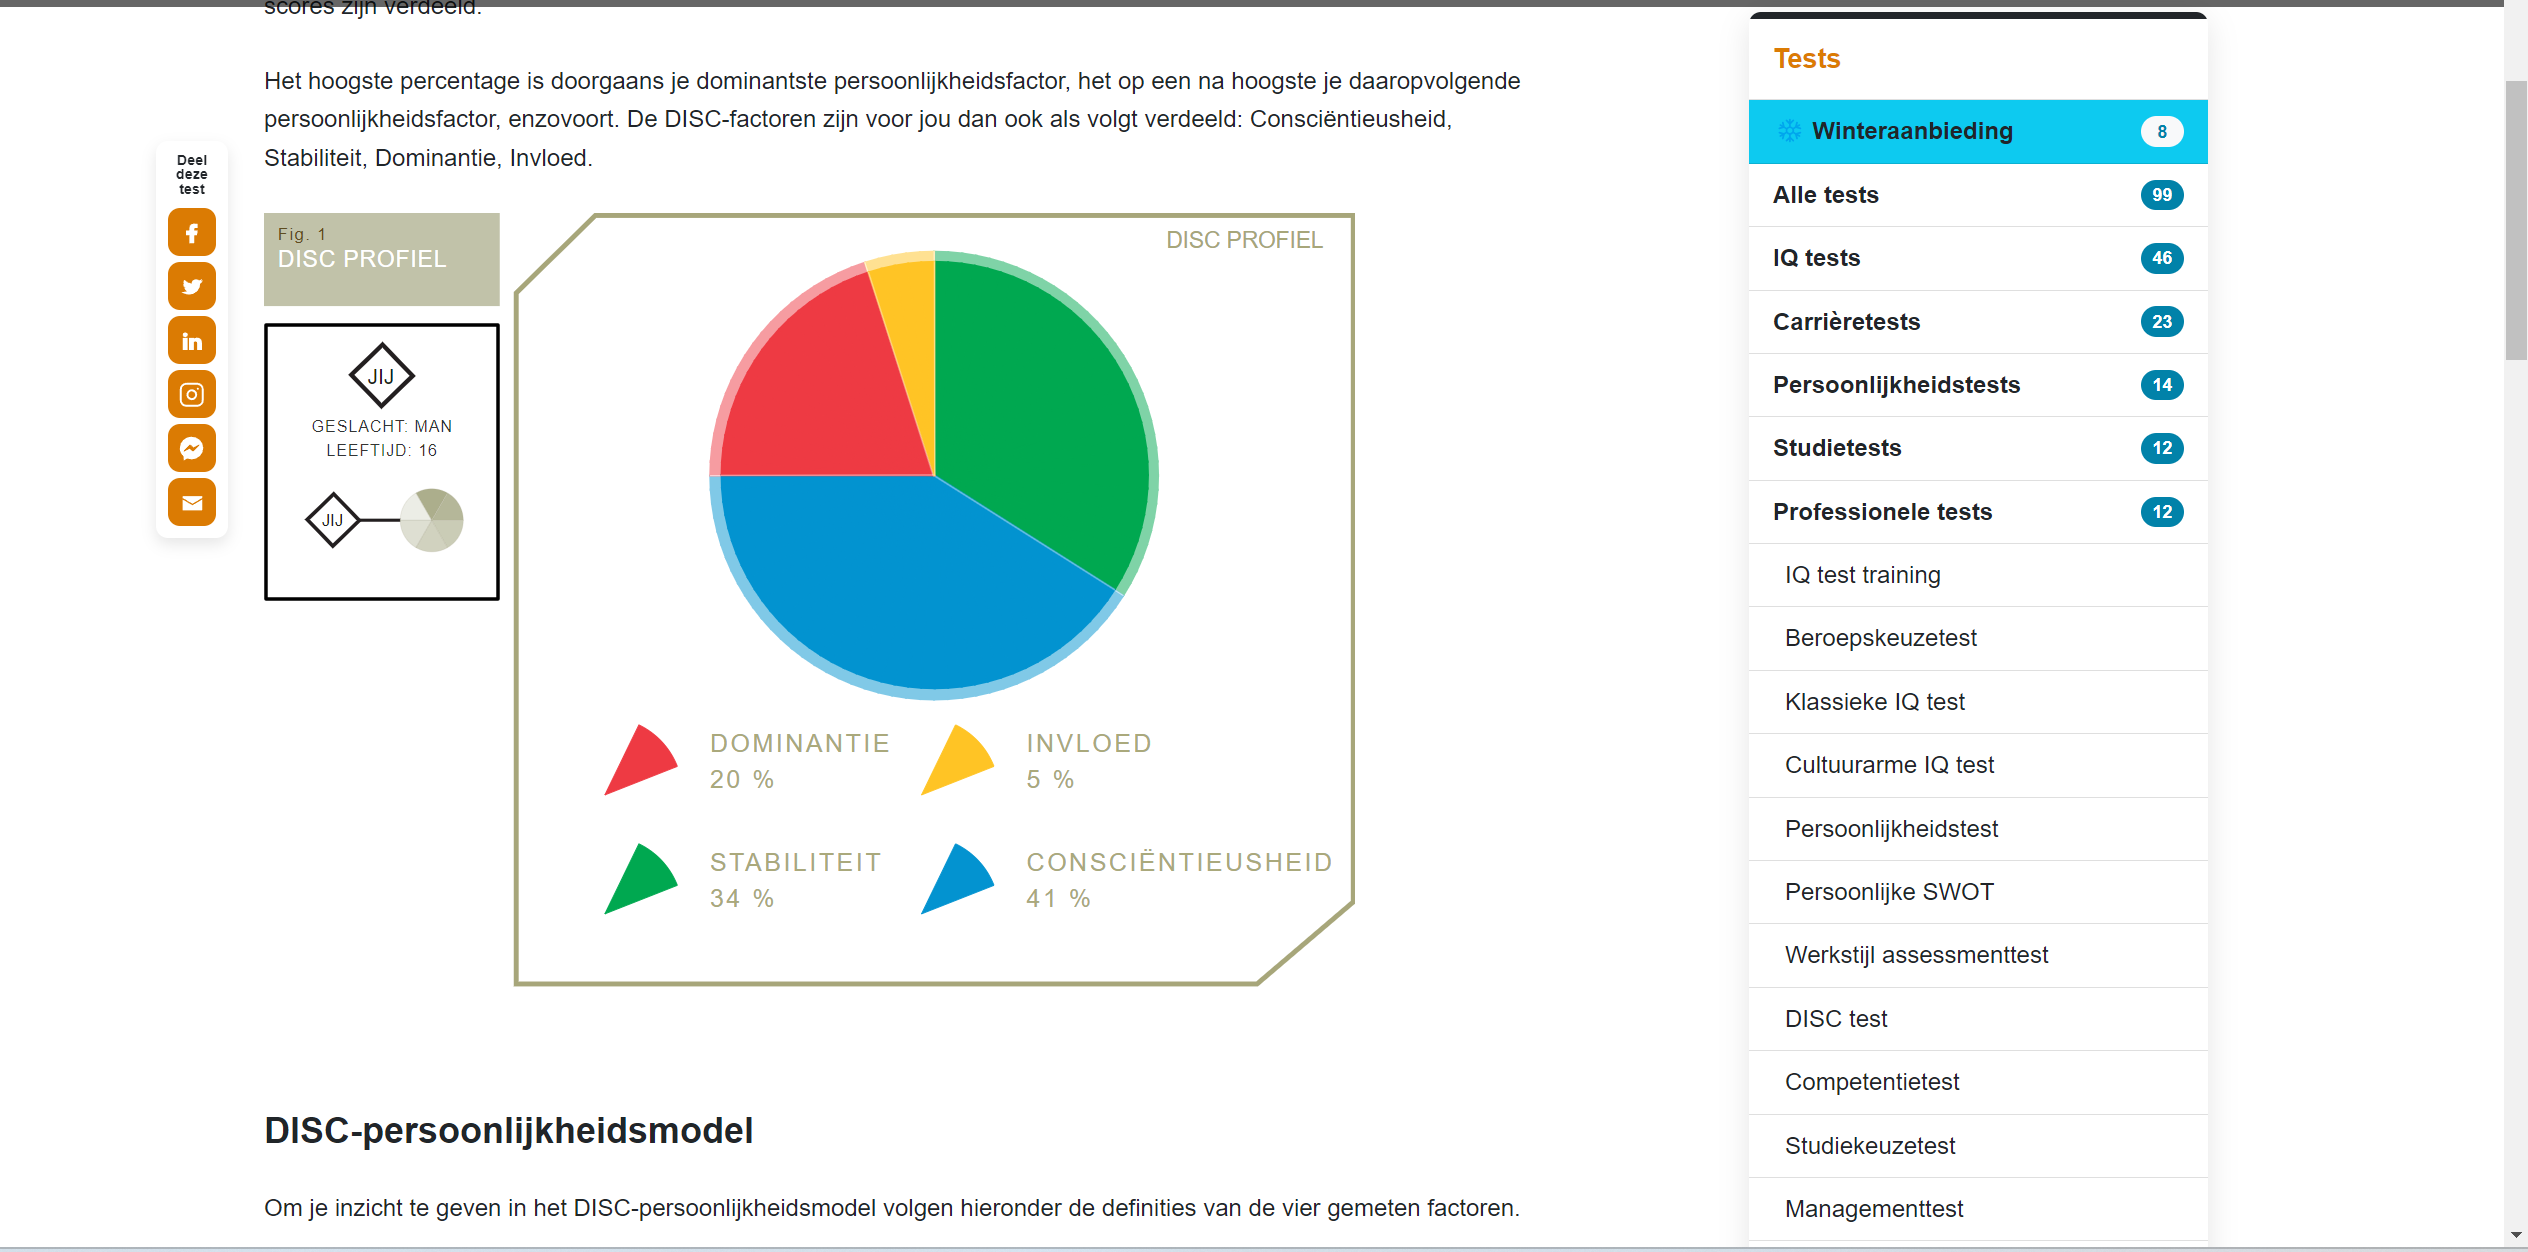 scores zijn verdeeld.
Het hoogste percentage is doorgaans je dominantste persoonlijkheidsfactor, het op een na hoogste je daaropvolgende
persoonlijkheidsfactor, enzovoort. De DISC-factoren zijn voor jou dan ook als volgt verdeeld: Consciëntieusheid,
Stabiliteit, Dominantie, Invloed.
Deel
deze
test
Fig. 1
DISC PROFIEL
JIJ
GESLACHT: MAN
LEEFTIJD: 16
JIJ
DISC PROFIEL
DOMINANTIE
20 %
INVLOED
5 %
STABILITEIT
34 %
CONSCIËNTIEUSHEID
41 %
DISC-persoonlijkheidsmodel
Om je inzicht te geven in het DISC-persoonlijkheidsmodel volgen hieronder de definities van de vier gemeten factoren.
Tests
Winteraanbieding 8
Alle tests 99
IQ tests 46
Carrièretests 23
Persoonlijkheidstests 14
Studietests 12
Professionele tests 12
IQ test training
Beroepskeuzetest
Klassieke IQ test
Cultuurarme IQ test
Persoonlijkheidstest
Persoonlijke SWOT
Werkstijl assessmenttest
DISC test
Competentietest
Studiekeuzetest
Managementtest